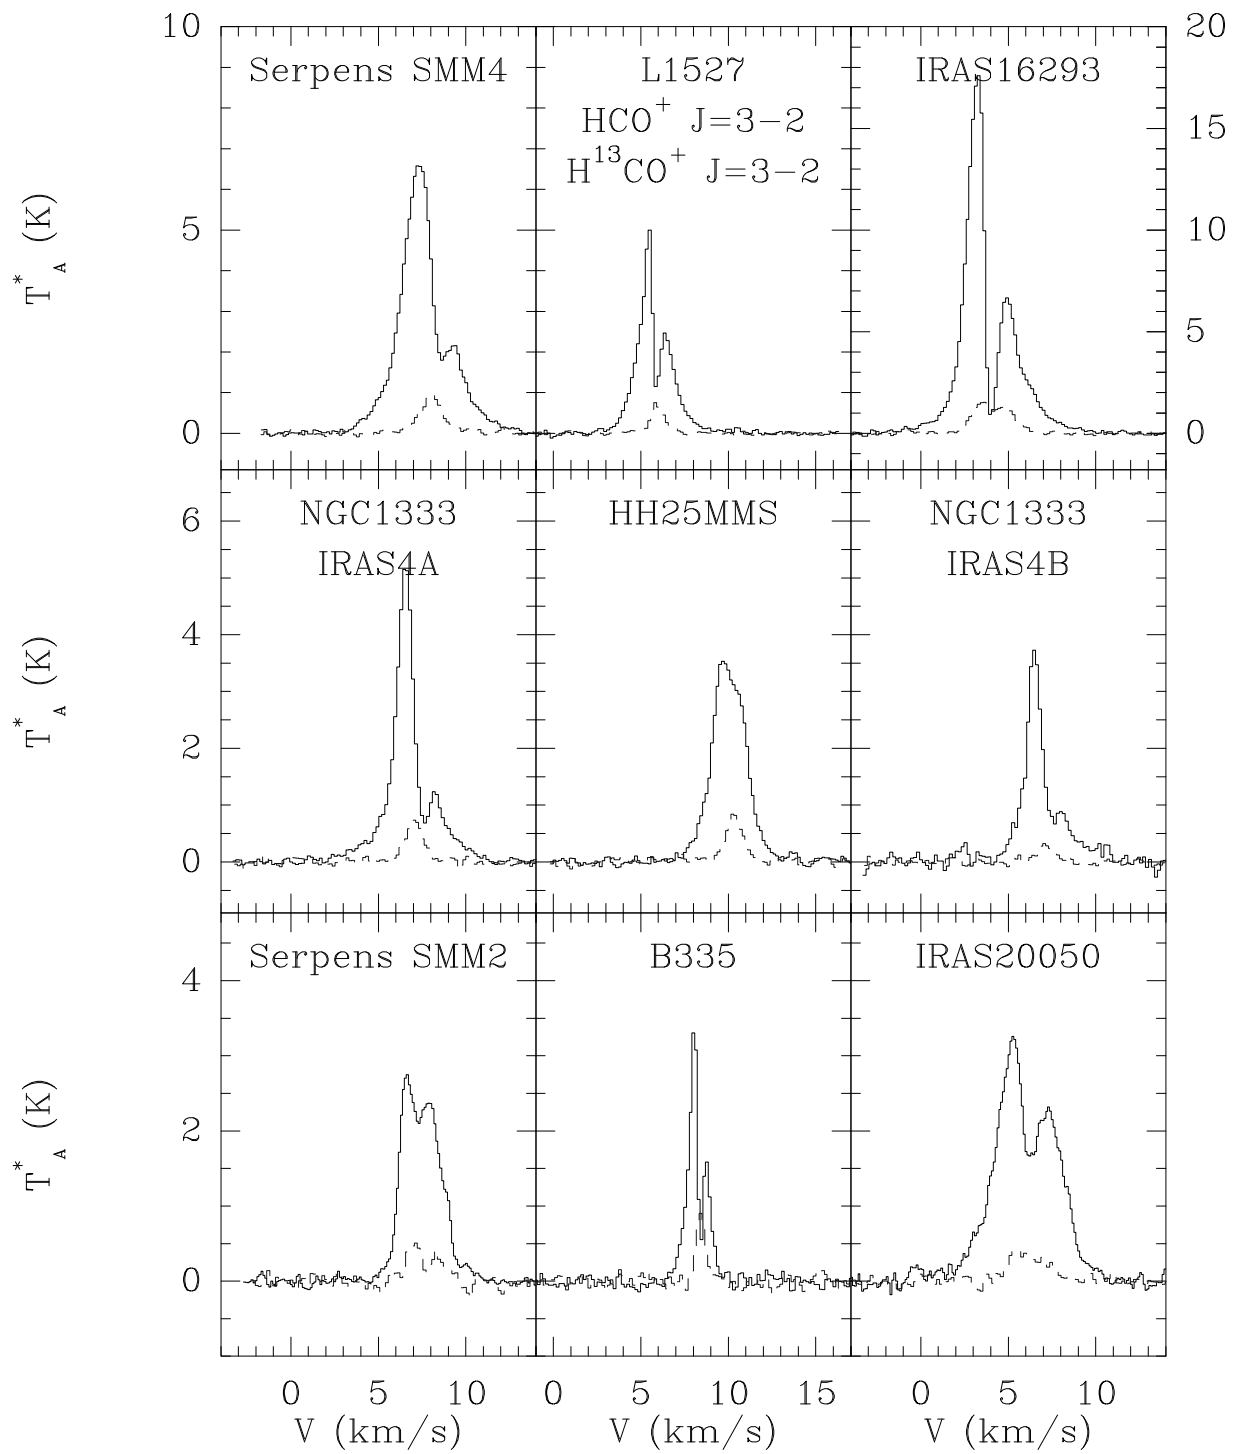 10
20
Serpens SMM4
L1527
IRAS16293
HCO⁺ J=3−2
15
H¹³CO⁺ J=3−2
T*A (K)
5
10
5
0
0
NGC1333
HH25MMS
NGC1333
6
IRAS4A
IRAS4B
T*A (K)
4
2
0
Serpens SMM2
B335
IRAS20050
T*A (K)
4
2
0
0 5 10 0 5 10 15 0 5 10
V (km/s) V (km/s) V (km/s)